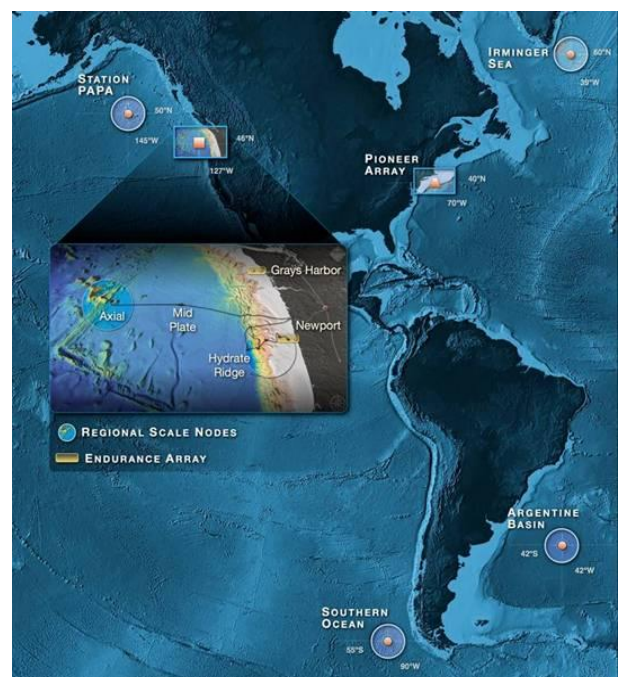 IRMINGER
SEA
60°N
39°W
STATION
PAPA
50°N
145°W
46°N
127°W
PIONEER
ARRAY
40°N
70°W
Grays Harbor
Axial
Mid
Plate
Newport
Hydrate
Ridge
REGIONAL SCALE NODES
ENDURANCE ARRAY
ARGENTINE
BASIN
42°S
42°W
SOUTHERN
OCEAN
55°S
90°W